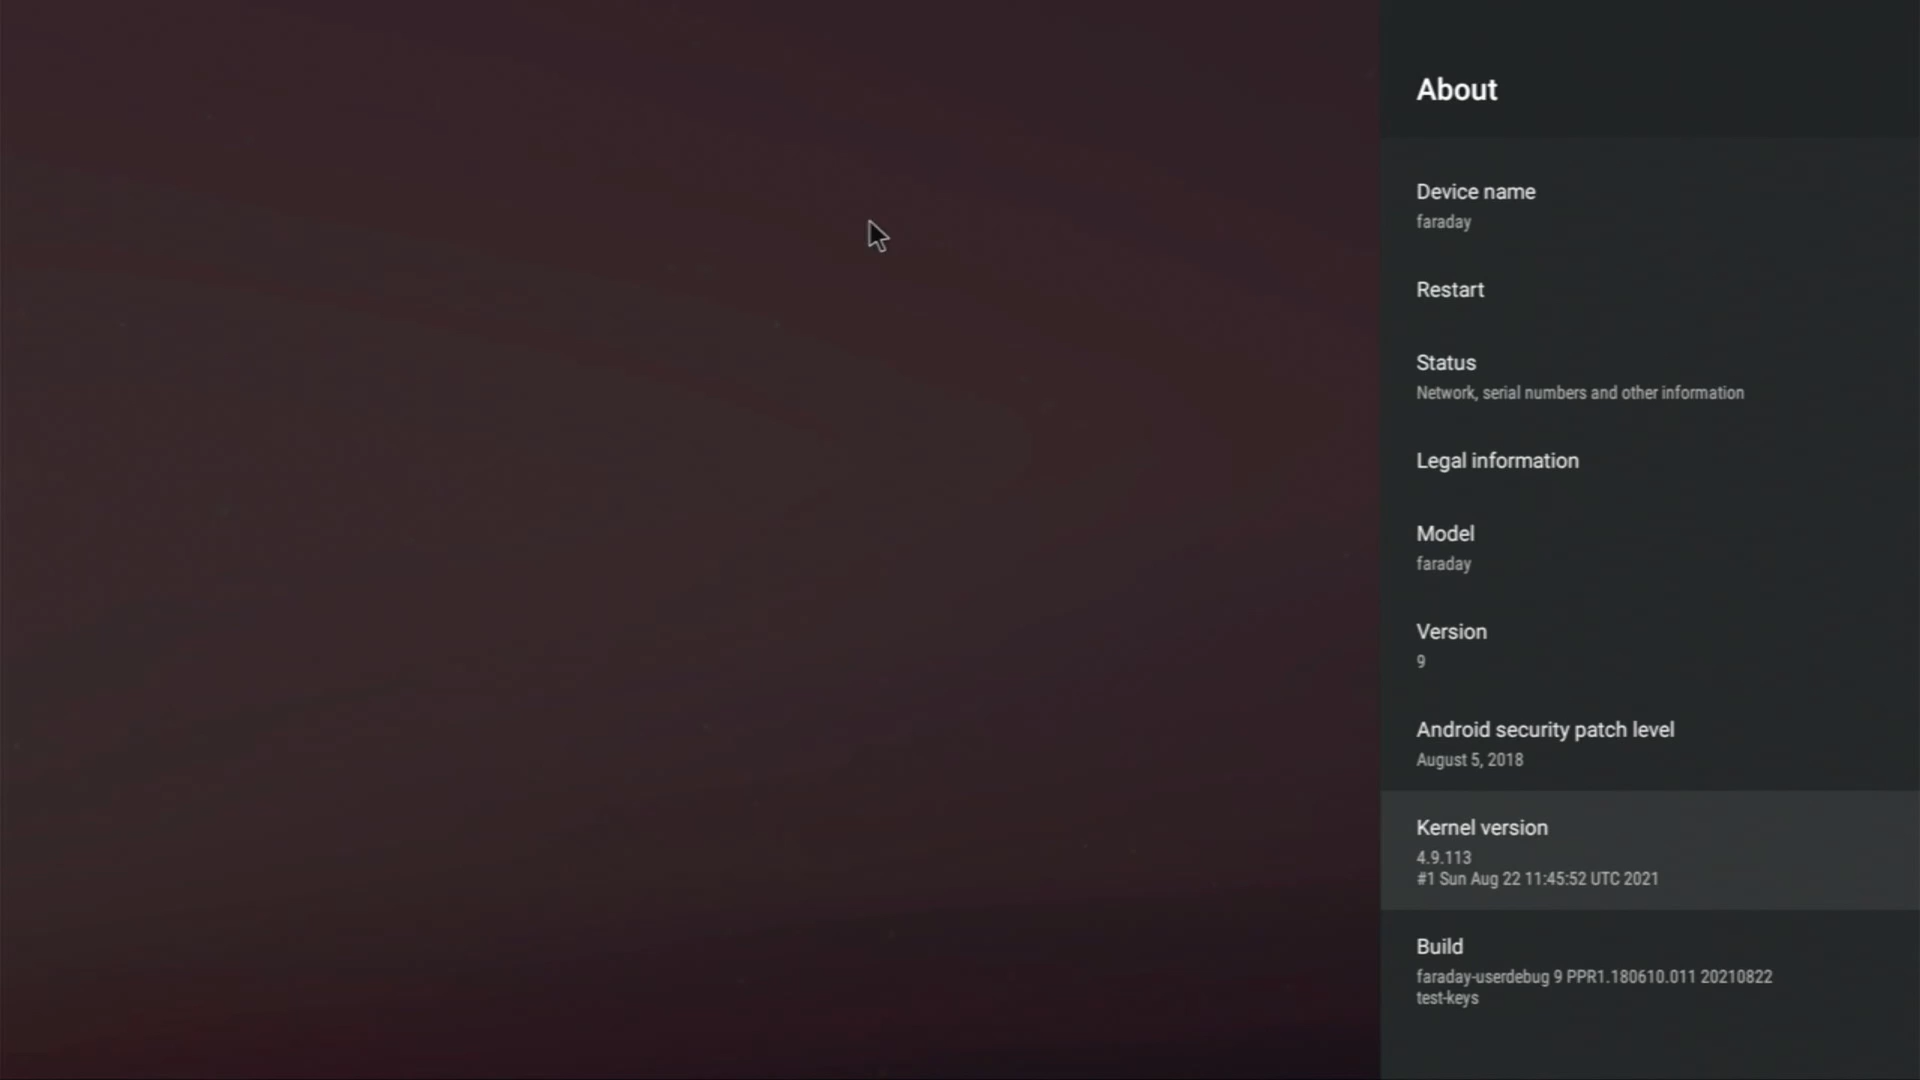 About
Device name
faraday
Restart
Status
Network, serial numbers and other information
Legal information
Model
faraday
Version
9
Android security patch level
August 5, 2018
Kernel version
4.9.113
#1 Sun Aug 22 11:45:52 UTC 2021
Build
faraday-userdebug 9 PPR1.180610.011 20210822
test-keys